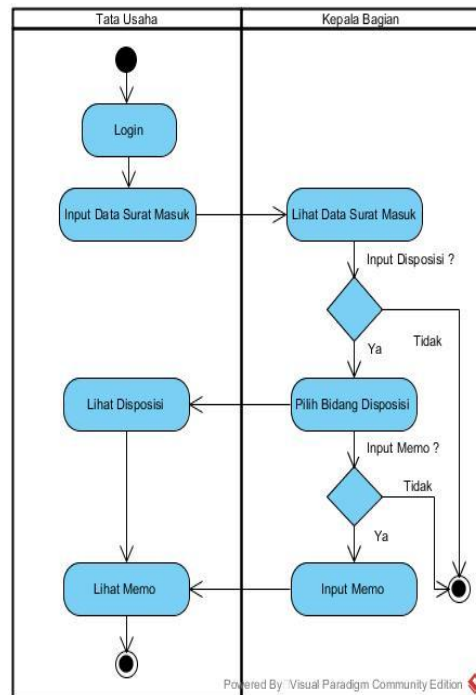 Tata Usaha
Kepala Bagian
Login
Input Data Surat Masuk
Lihat Data Surat Masuk
Input Disposisi ?
Ya
Tidak
Lihat Disposisi
Pilih Bidang Disposisi
Input Memo ?
Tidak
Ya
Lihat Memo
Input Memo
Powered By Visual Paradigm Community Edition